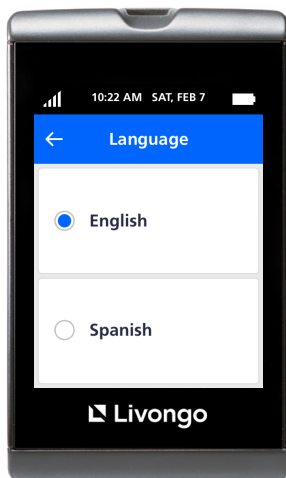 10:22 AM SAT, FEB 7
Language
English
Spanish
Livongo